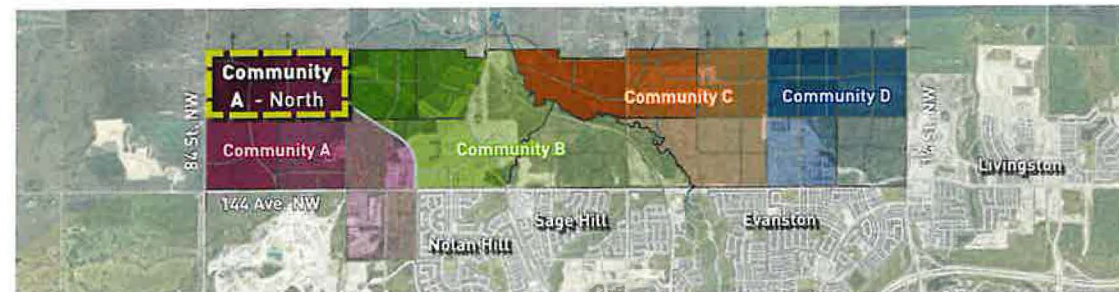 Community
A - North
Community C
Community D
84 St. NW
14 St. NW
Community A
Community B
Livingston
144 Ave. NW
Sage Hill
Evanston
Nolan Hill